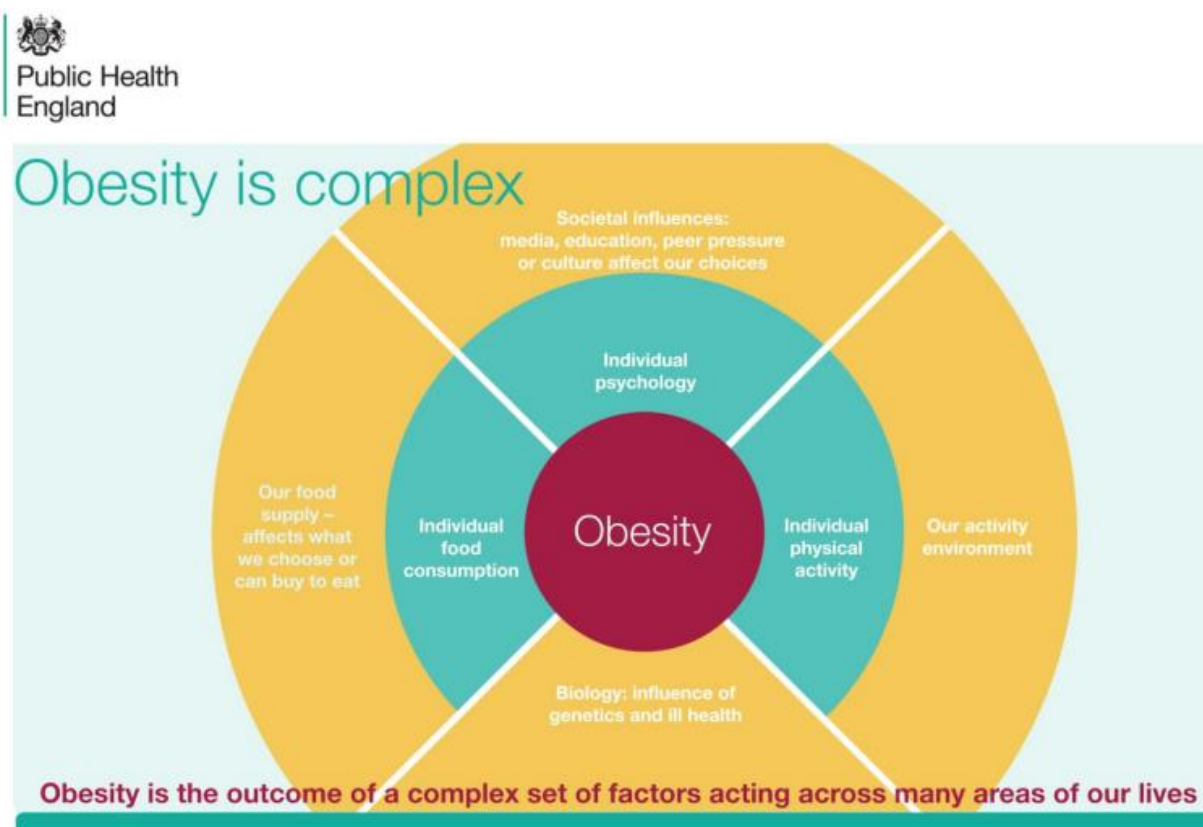 Public Health
England
Obesity is complex
Societal influences:
media, education, peer pressure
or culture affect our choices
Individual
psychology
Our food
supply –
affects what
we choose or
can buy to eat
Individual
food
consumption
Obesity
Individual
physical
activity
Our activity
environment
Biology: influence of
genetics and ill health
Obesity is the outcome of a complex set of factors acting across many areas of our lives